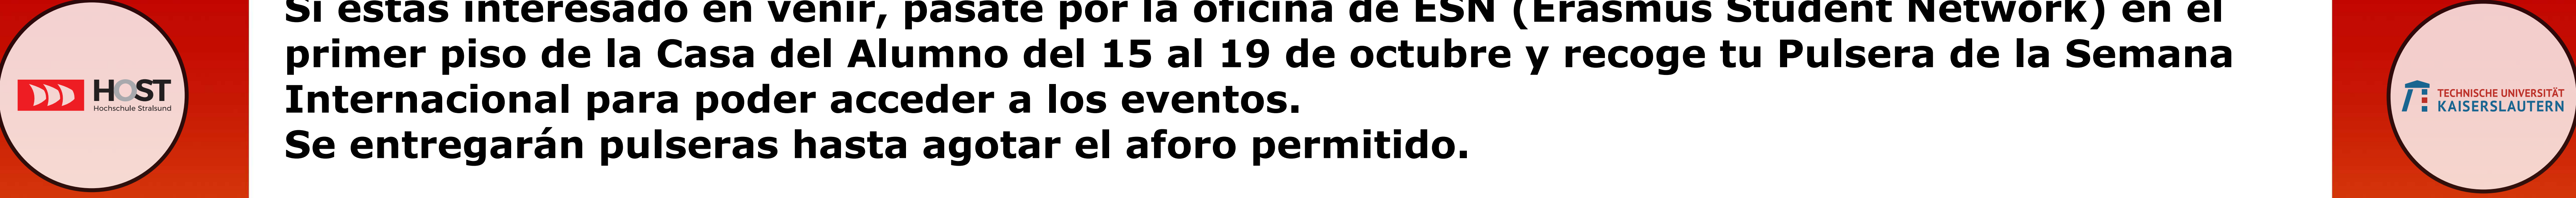 Si estás interesado en venir, pásate por la oficina de ESN (Erasmus Student Network) en el
primer piso de la Casa del Alumno del 15 al 19 de octubre y recoge tu Pulsera de la Semana
Internacional para poder acceder a los eventos.
Se entregarán pulseras hasta agotar el aforo permitido.
HOST
Hochschule Stralsund
TECHNISCHE UNIVERSITÄT
KAISERSLAUTERN